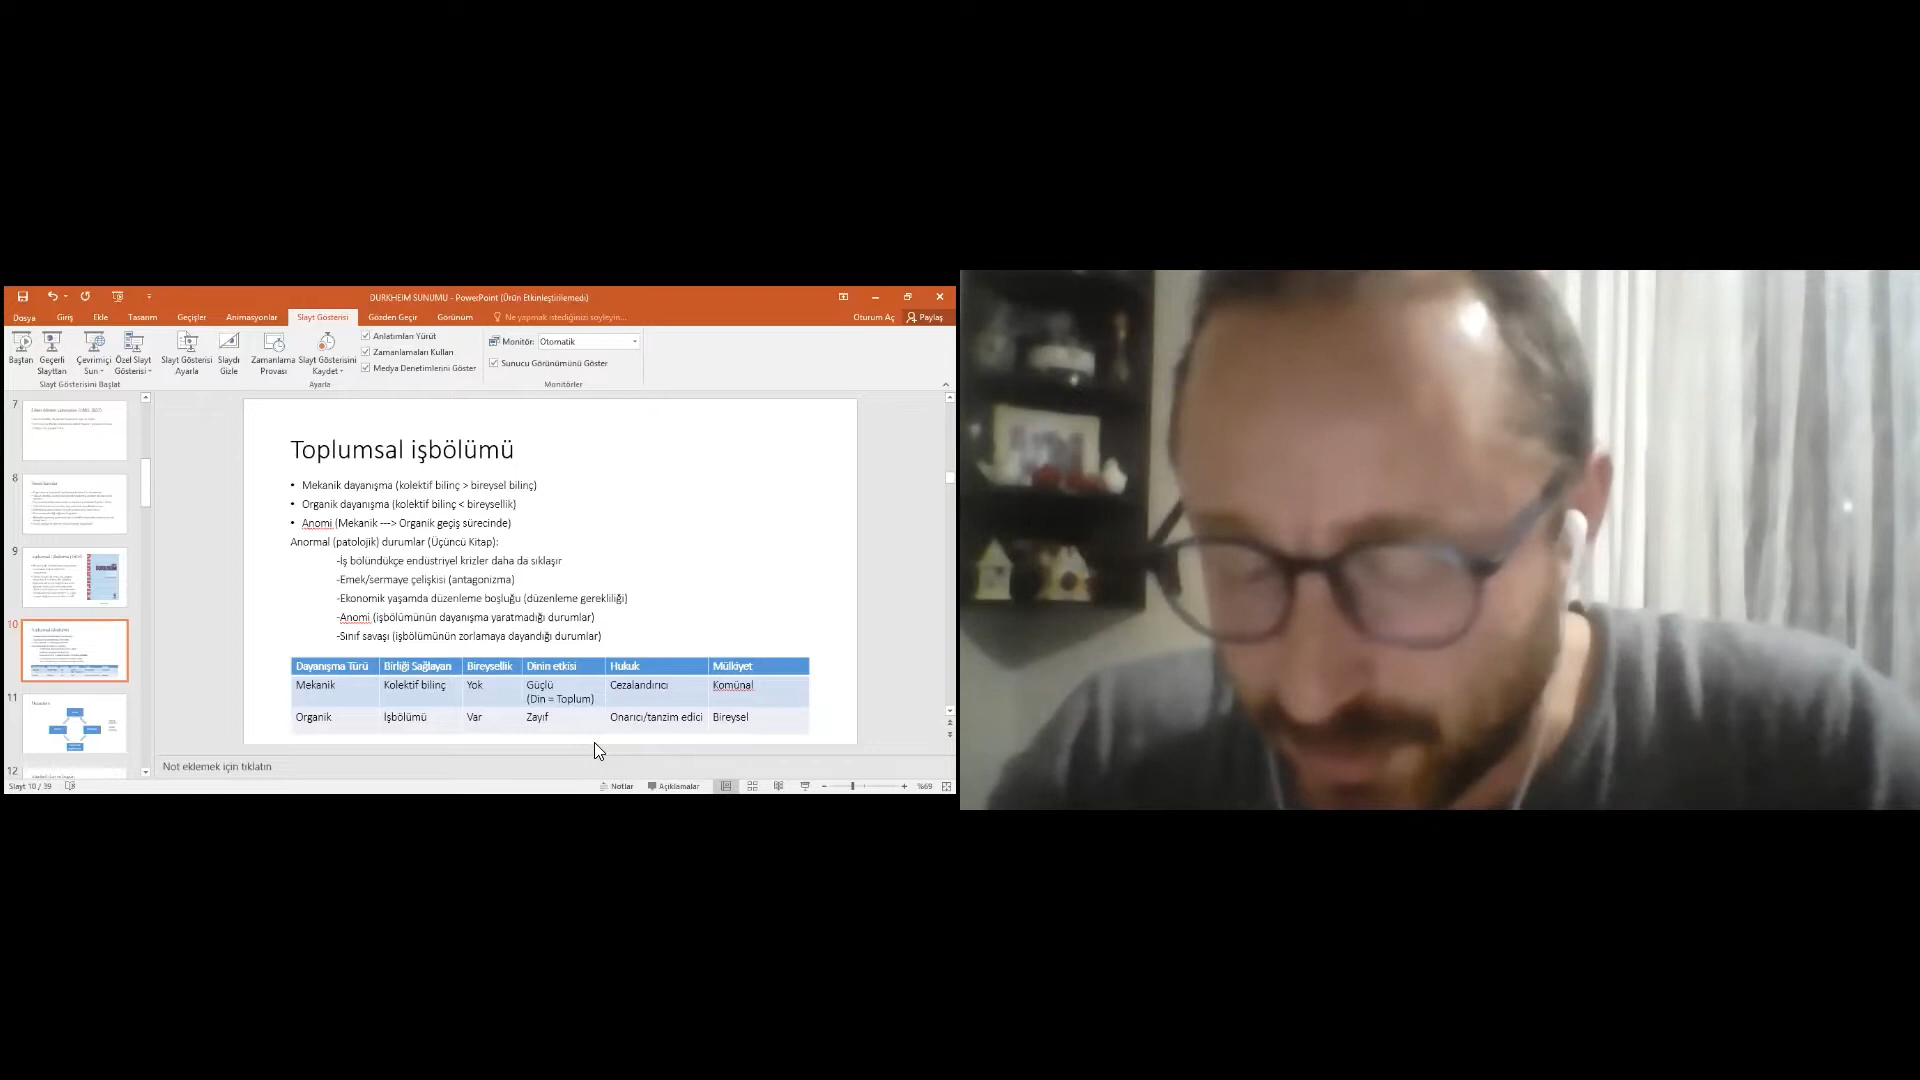 DURKHEIM SUNUMU - PowerPoint (Ürün Etkinleştirilemedi)
Dosya Giriş Ekle Tasarım Geçişler Animasyonlar Slayt Gösterisi Gözden Geçir Görünüm Ne yapmak istediğinizi söyleyin... Oturum Aç Paylaş
Baştan
Geçerli Slayttan
Çevrimiçi Sun
Özel Slayt Gösterisi
Slayt Gösterisini Başlat
Slayt Gösterisi Ayarla
Slaydı Gizle
Zamanlama Provası
Slayt Gösterisini Kaydet
Anlatımları Yürüt
Zamanlamaları Kullan
Medya Denetimlerini Göster
Ayarla
Monitör: Otomatik
Sunucu Görünümünü Göster
Monitörler
7
8
9
10
11
12
Toplumsal işbölümü
• Mekanik dayanışma (kolektif bilinç > bireysel bilinç)
• Organik dayanışma (kolektif bilinç < bireysellik)
• Anomi (Mekanik ---> Organik geçiş sürecinde)
Anormal (patolojik) durumlar (Üçüncü Kitap):
-İş bölündükçe endüstriyel krizler daha da sıklaşır
-Emek/sermaye çelişkisi (antagonizma)
-Ekonomik yaşamda düzenleme boşluğu (düzenleme gerekliliği)
-Anomi (işbölümünün dayanışma yaratmadığı durumlar)
-Sınıf savaşı (işbölümünün zorlamaya dayandığı durumlar)
Dayanışma Türü Birliği Sağlayan Bireysellik Dinin etkisi Hukuk Mülkiyet
Mekanik Kolektif bilinç Yok Güçlü Cezalandırıcı Komünal
(Din = Toplum)
Organik İşbölümü Var Zayıf Onarıcı/tanzim edici Bireysel
Not eklemek için tıklatın
Slayt 10 / 39 Notlar Açıklamalar %69